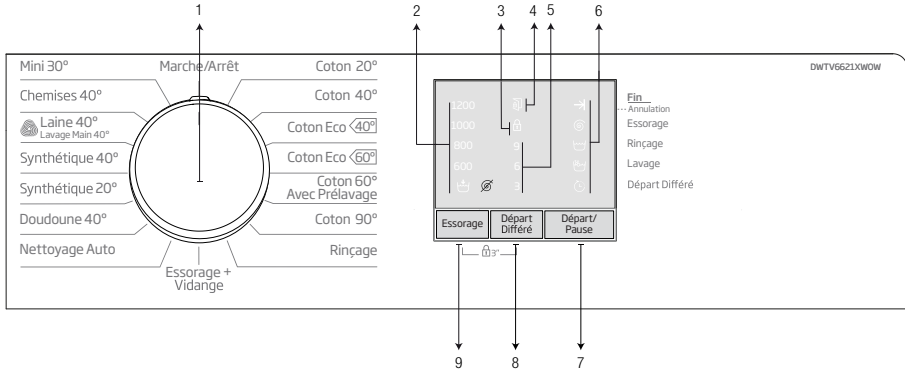 1
2
3
4
5
6
Mini 30°
Marche/Arrêt
Coton 20°
DWTV6621XWOW
Chemises 40°
Coton 40°
Laine 40°
Lavage Main 40°
Coton Eco 40°
Synthétique 40°
Coton Eco 60°
Synthétique 20°
Coton 60°
Avec Prélavage
Doudoune 40°
Coton 90°
Nettoyage Auto
Rinçage
Essorage +
Vidange
1200
1000
800
600
9
6
3
Fin
Annulation
Essorage
Rinçage
Lavage
Départ Différé
Essorage
Départ
Différé
Départ/
Pause
3"
9
8
7